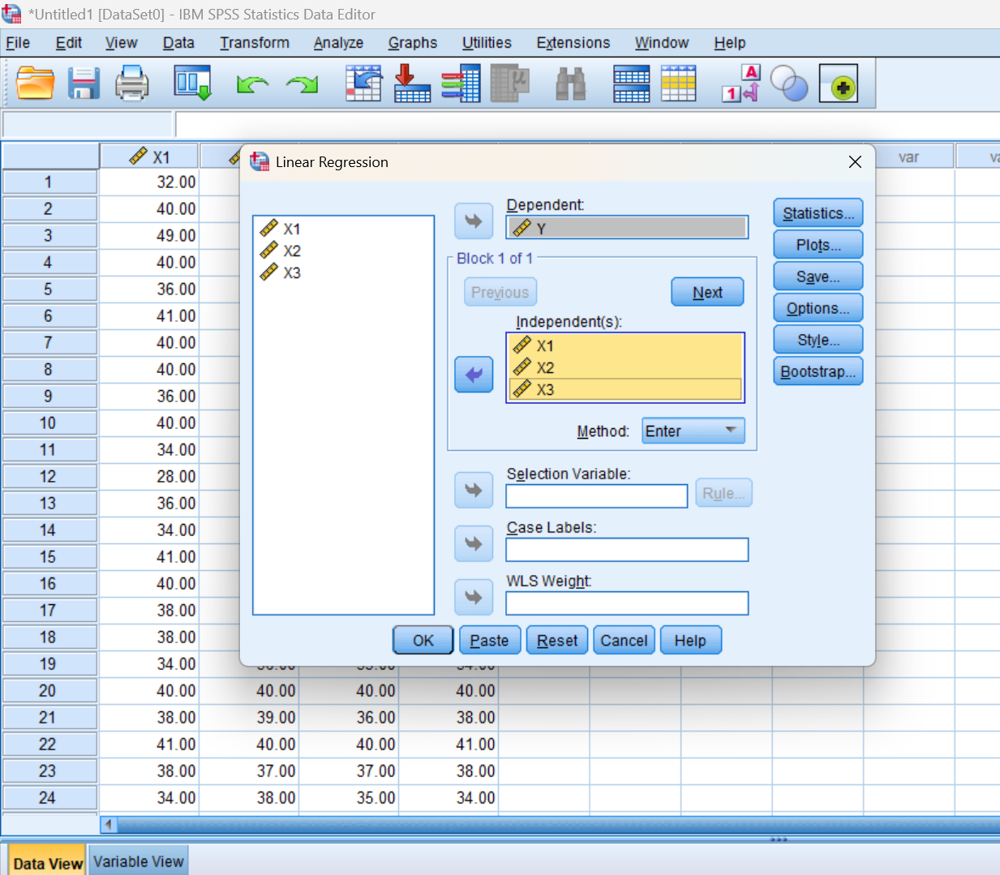 *Untitled1 [DataSet0] - IBM SPSS Statistics Data Editor
File Edit View Data Transform Analyze Graphs Utilities Extensions Window Help
X1 var
Linear Regression
Dependent:
Y
Statistics...
Plots...
Save...
Options...
Style...
Bootstrap...
X1
X2
X3
Block 1 of 1
Previous Next
Independent(s):
X1
X2
X3
Method: Enter
Selection Variable:
Rule...
Case Labels:
WLS Weight:
OK Paste Reset Cancel Help
1 32.00
2 40.00
3 49.00
4 40.00
5 36.00
6 41.00
7 40.00
8 40.00
9 36.00
10 40.00
11 34.00
12 28.00
13 36.00
14 34.00
15 41.00
16 40.00
17 38.00
18 38.00
19 34.00
20 40.00 40.00 40.00 40.00
21 38.00 39.00 36.00 38.00
22 41.00 40.00 40.00 41.00
23 38.00 37.00 37.00 38.00
24 34.00 38.00 35.00 34.00
Data View Variable View